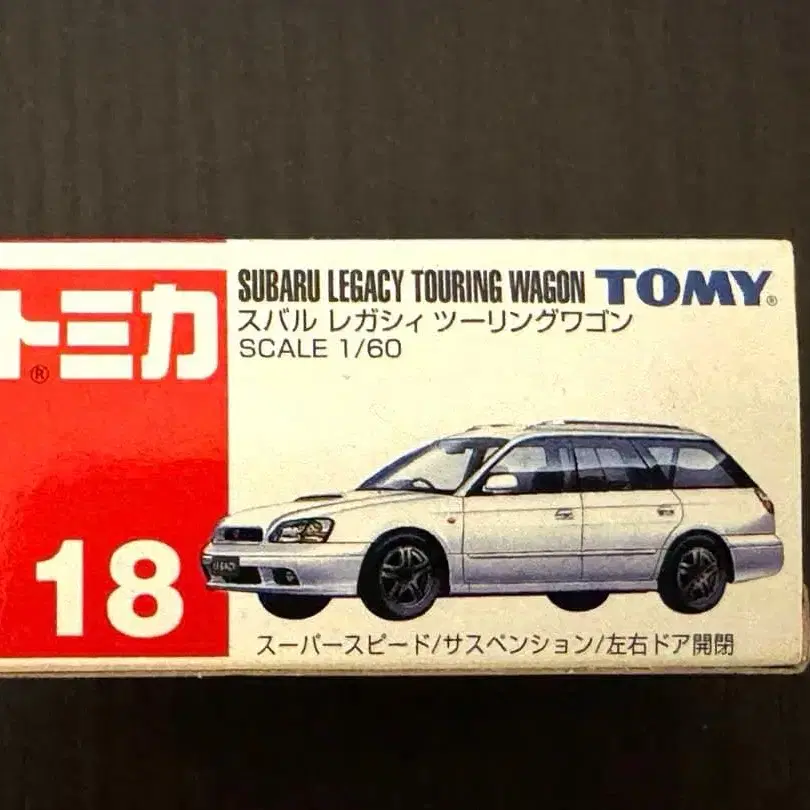 トミカ®
SUBARU LEGACY TOURING WAGON TOMY®
スバル レガシィ ツーリングワゴン
SCALE 1/60
LEGACY
18
スーパースピード/サスペンション/左右ドア開閉